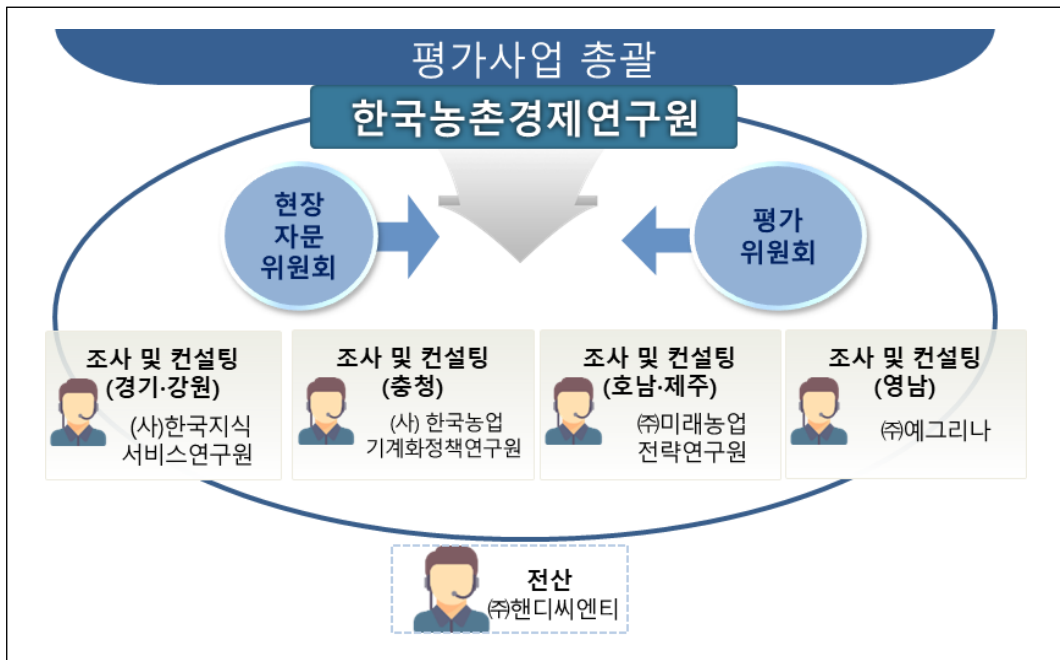 평가사업 총괄
한국농촌경제연구원
현장
자문
위원회
평가
위원회
조사 및 컨설팅
(경기·강원)
(사)한국지식
서비스연구원
조사 및 컨설팅
(충청)
(사) 한국농업
기계화정책연구원
조사 및 컨설팅
(호남·제주)
㈜미래농업
전략연구원
조사 및 컨설팅
(영남)
㈜예그리나
전산
㈜핸디씨엔티